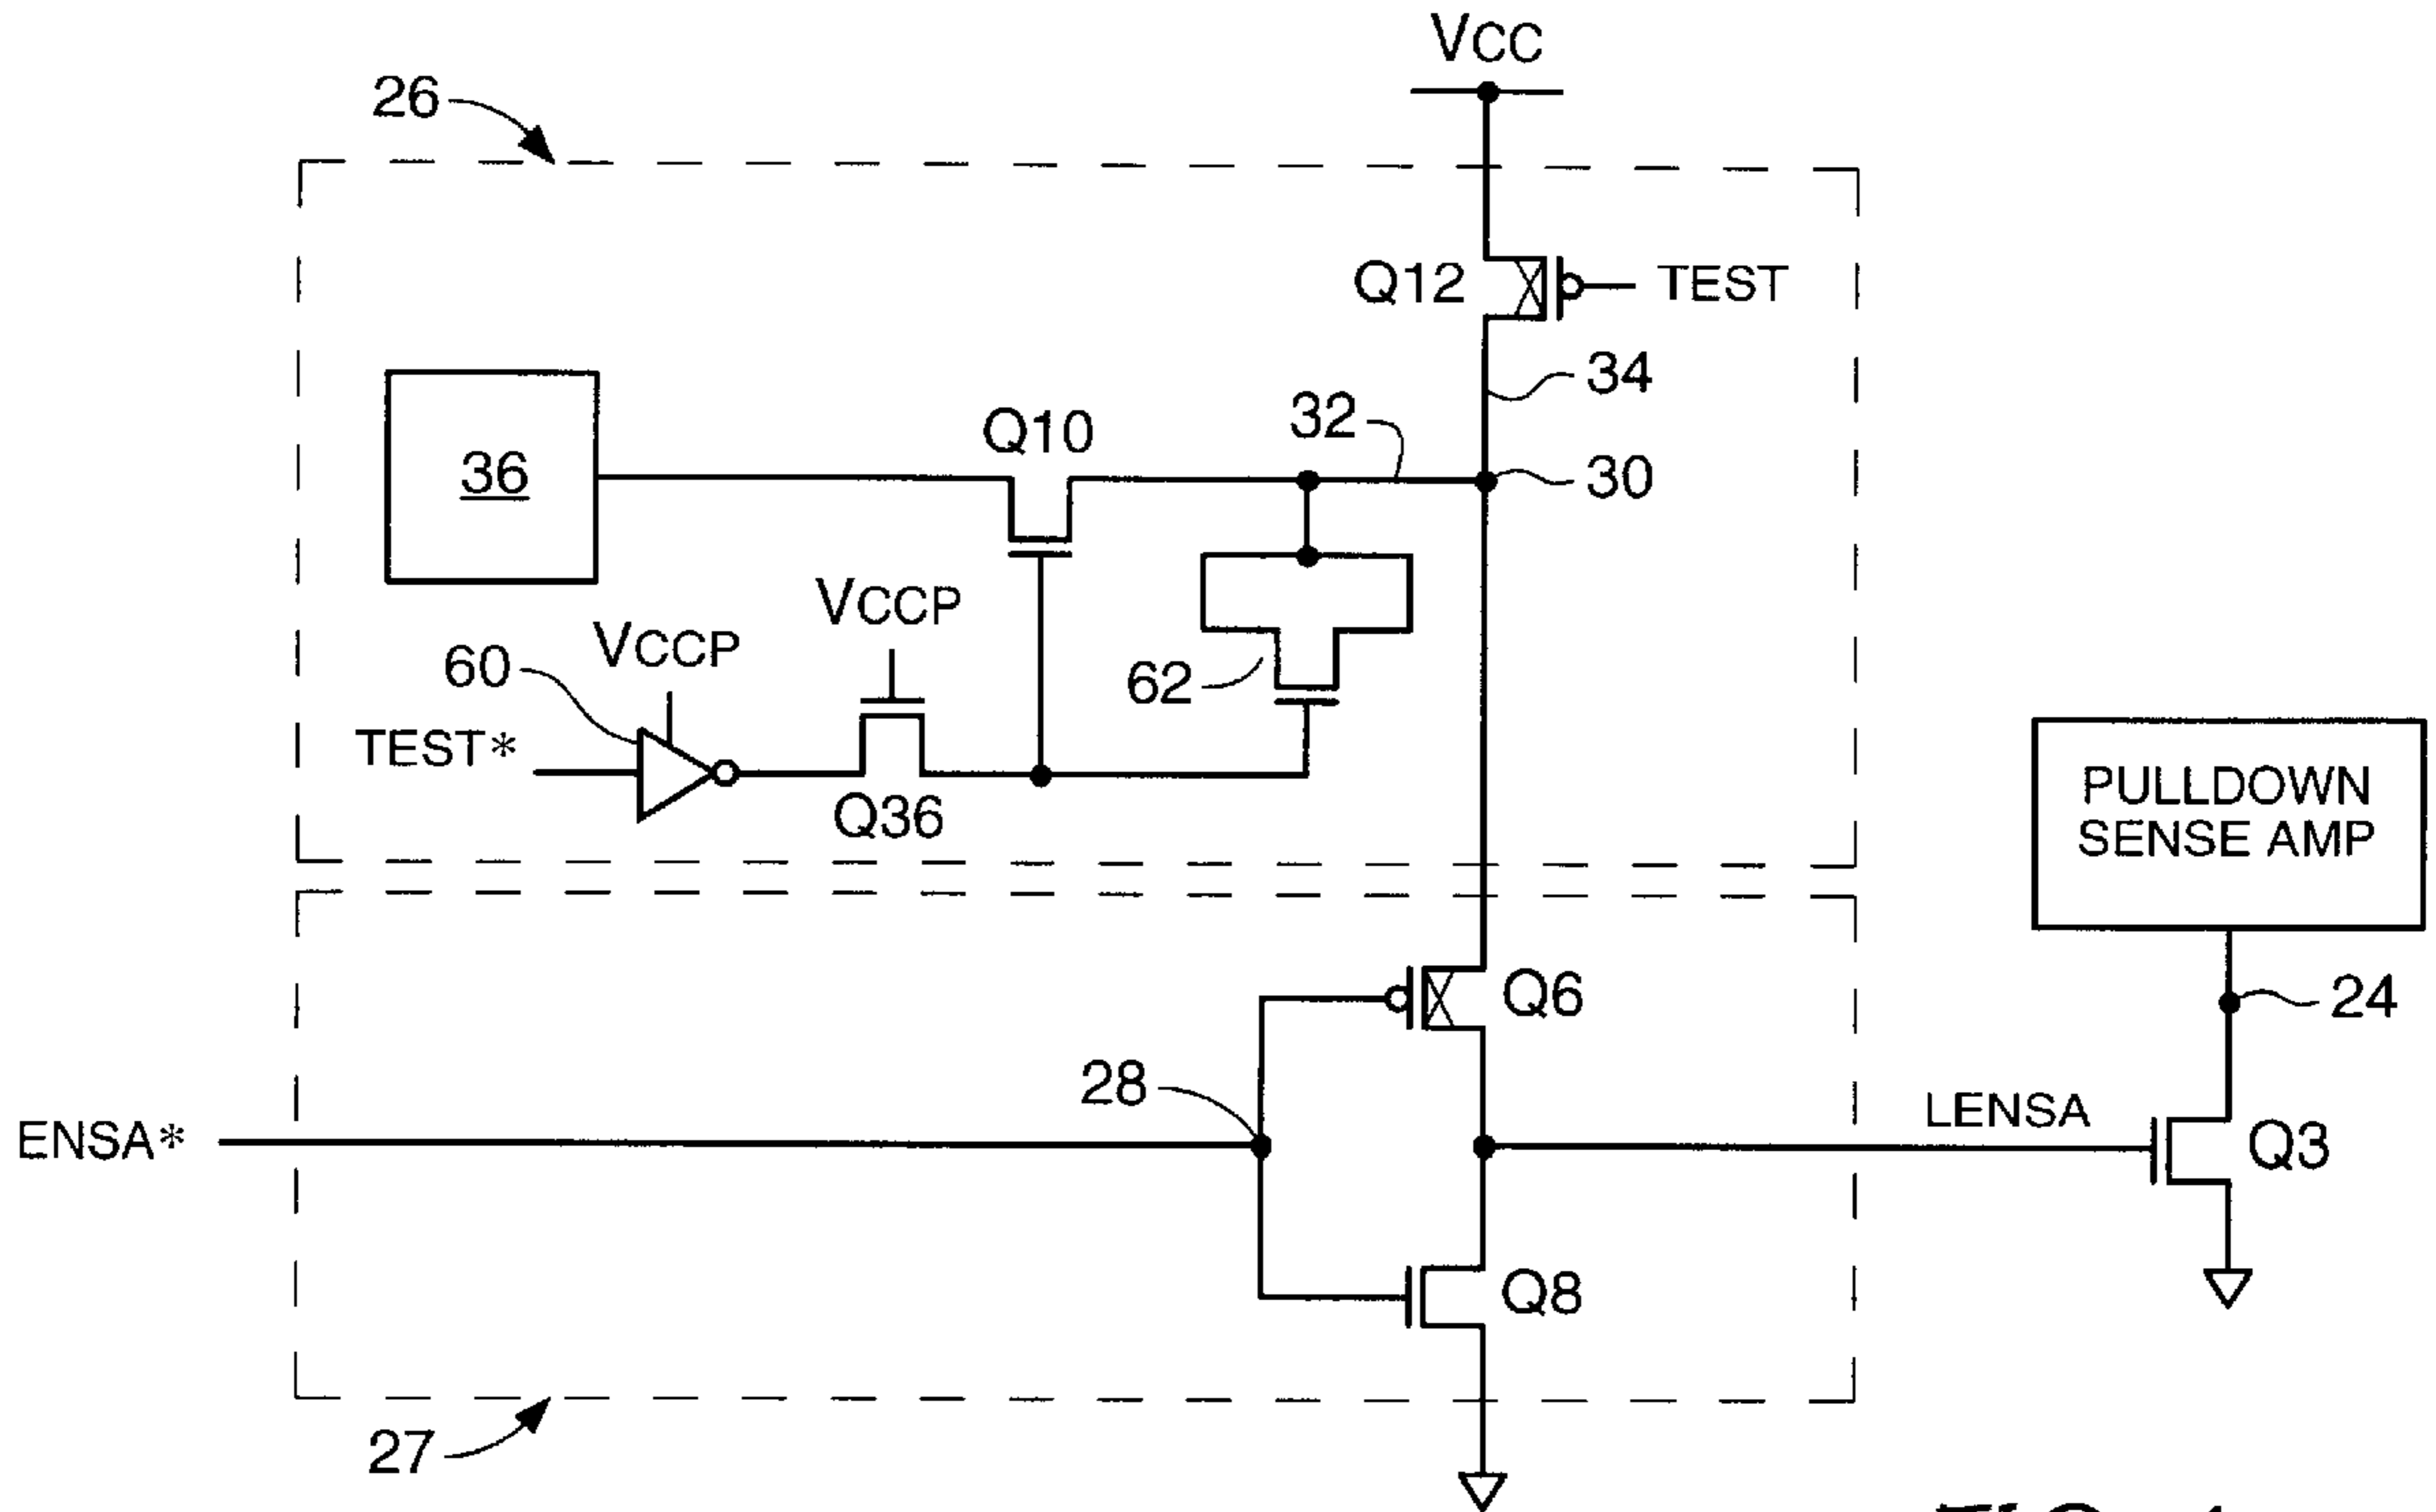 VCC
26
Q12
TEST
34
32
Q10
36
30
VCCP
VCCP
60
62
TEST*
Q36
PULLDOWN
SENSE AMP
Q6
24
28
LENSA
ENSA*
Q3
Q8
27